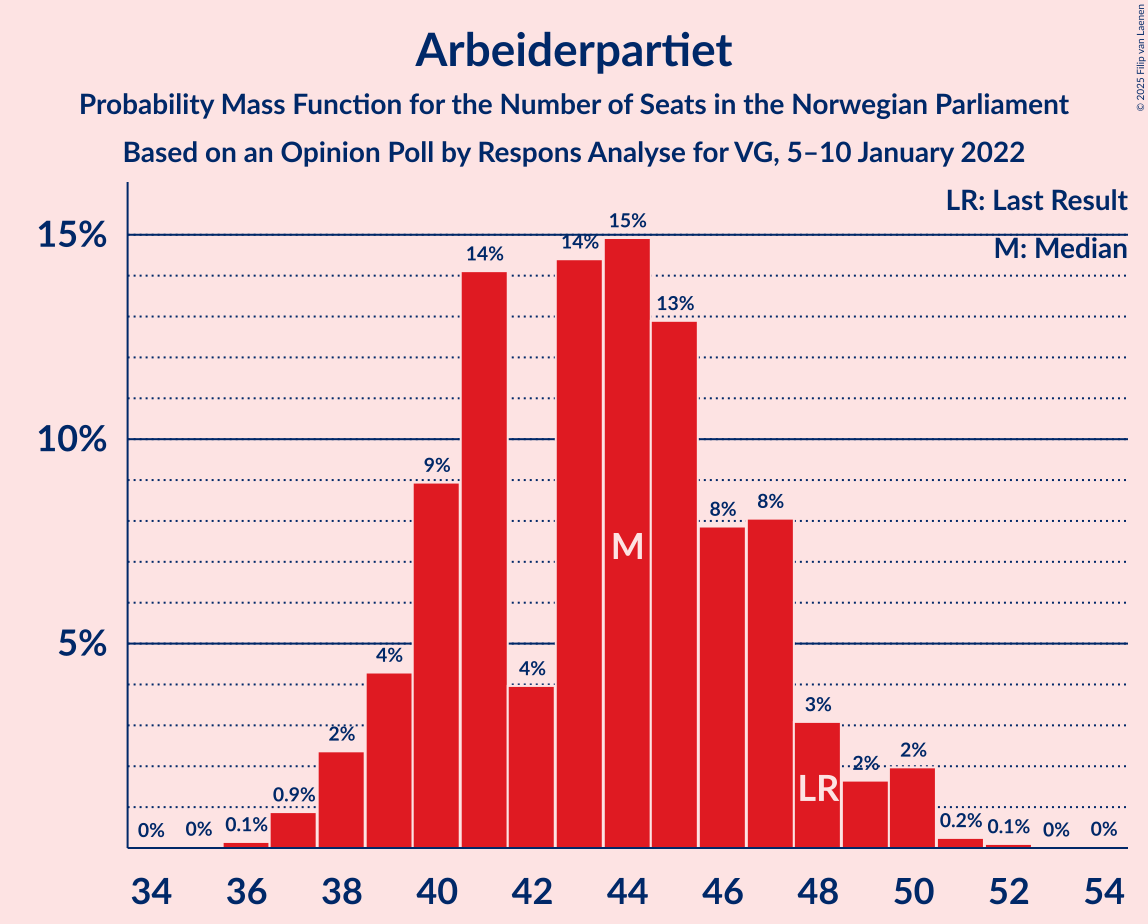 Arbeiderpartiet
Probability Mass Function for the Number of Seats in the Norwegian Parliament
Based on an Opinion Poll by Respons Analyse for VG, 5–10 January 2022
© 2025 Filip van Laenen
LR: Last Result
M: Median
15%
10%
5%
0%
0%
0.1%
0.9%
2%
4%
9%
14%
4%
14%
15%
13%
8%
8%
3%
2%
2%
0.2%
0.1%
0%
0%
M
LR
34 36 38 40 42 44 46 48 50 52 54